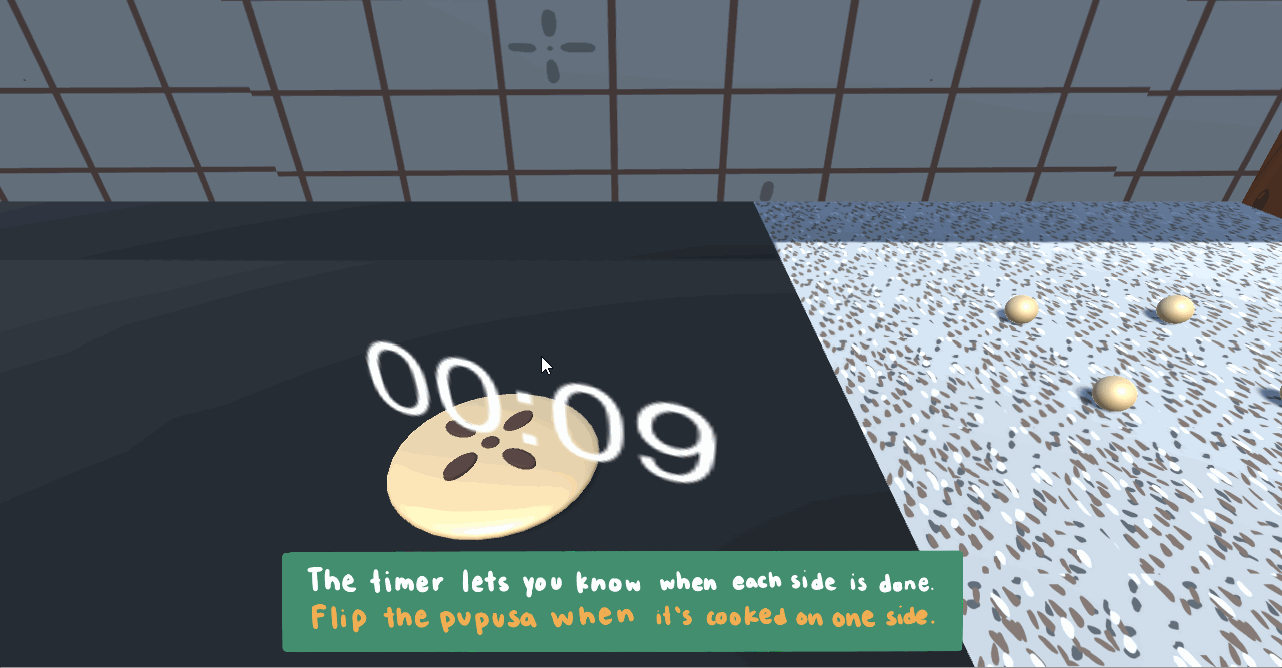 00:09
The timer lets you know when each side is done.
Flip the pupusa when it's cooked on one side.